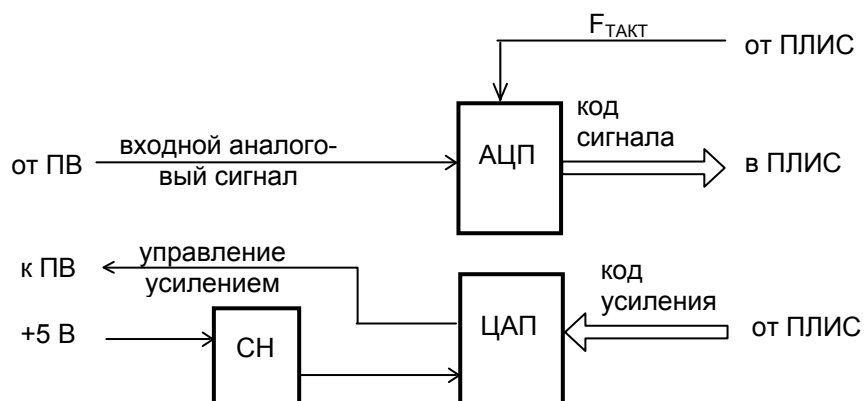 FТАКТ
от ПЛИС
код
сигнала
от ПВ
входной аналого-
вый сигнал
АЦП
в ПЛИС
к ПВ
управление
усилением
код
усиления
+5 В
СН
ЦАП
от ПЛИС